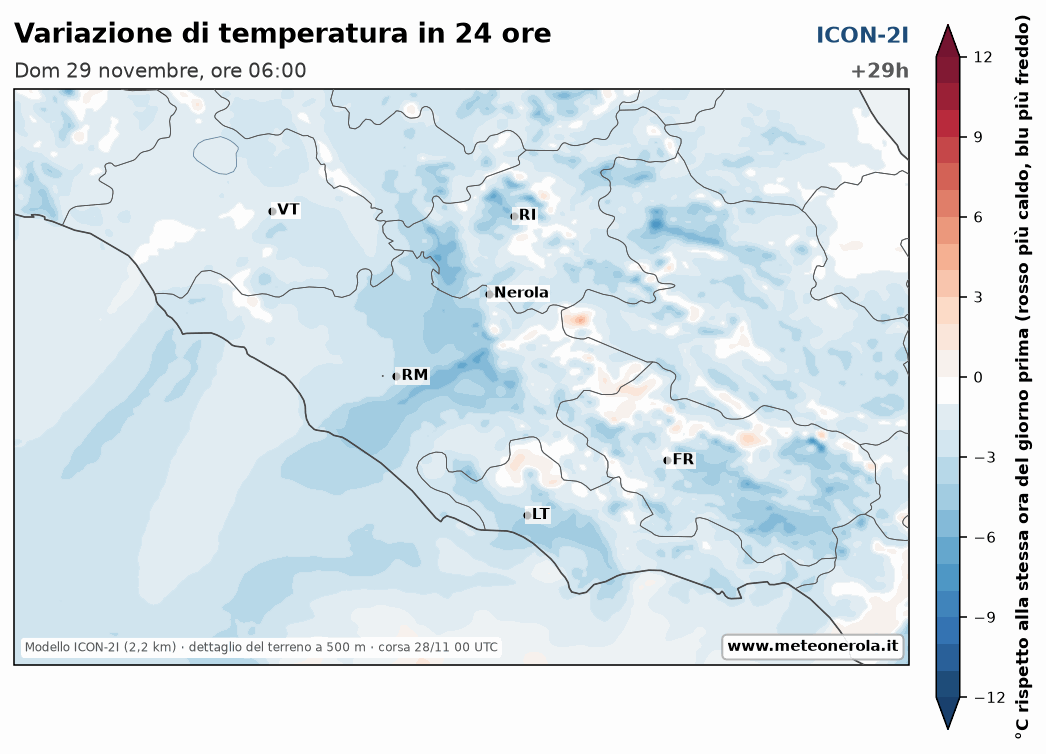 Variazione di temperatura in 24 ore
ICON-2I
Dom 29 novembre, ore 06:00
+29h
VT
RI
Nerola
RM
FR
LT
Modello ICON-2I (2,2 km) · dettaglio del terreno a 500 m · corsa 28/11 00 UTC
www.meteonerola.it
12
9
6
3
0
−3
−6
−9
−12
°C rispetto alla stessa ora del giorno prima (rosso più caldo, blu più freddo)